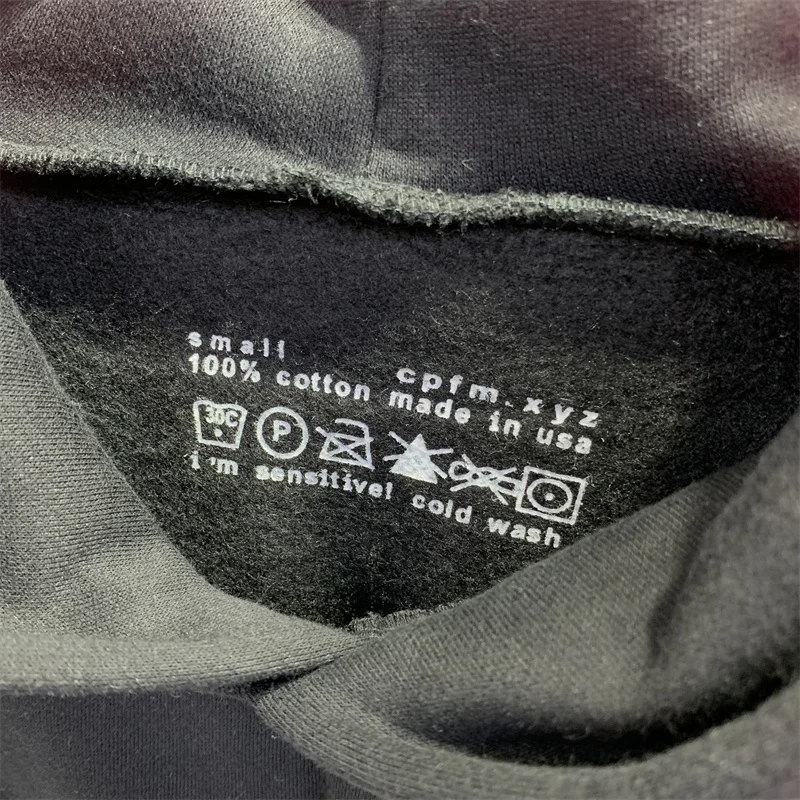 small
cpfm.xyz
100% cotton made in usa
30C P
i'm sensitive! cold wash